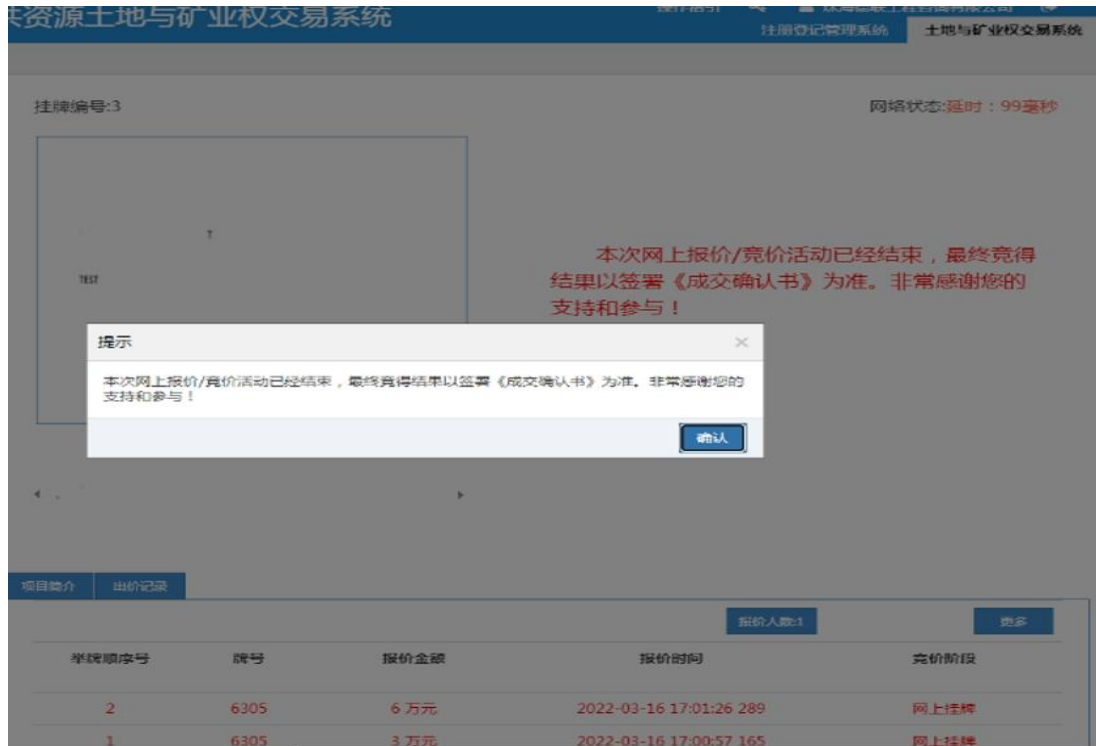 共资源土地与矿业权交易系统
操作指引
注册登记管理系统
土地与矿业权交易系统
挂牌编号:3
网络状态:延时：99毫秒
TEST
本次网上报价/竞价活动已经结束，最终竞得
结果以签署《成交确认书》为准。非常感谢您的
支持和参与！
提示
本次网上报价/竞价活动已经结束，最终竞得结果以签署《成交确认书》为准。非常感谢您的
支持和参与！
确认
项目简介 出价记录
报价人数:1 更多
举牌顺序号 牌号 报价金额 报价时间 竞价阶段
2 6305 6 万元 2022-03-16 17:01:26 289 网上挂牌
1 6305 3 万元 2022-03-16 17:00:57 165 网上挂牌